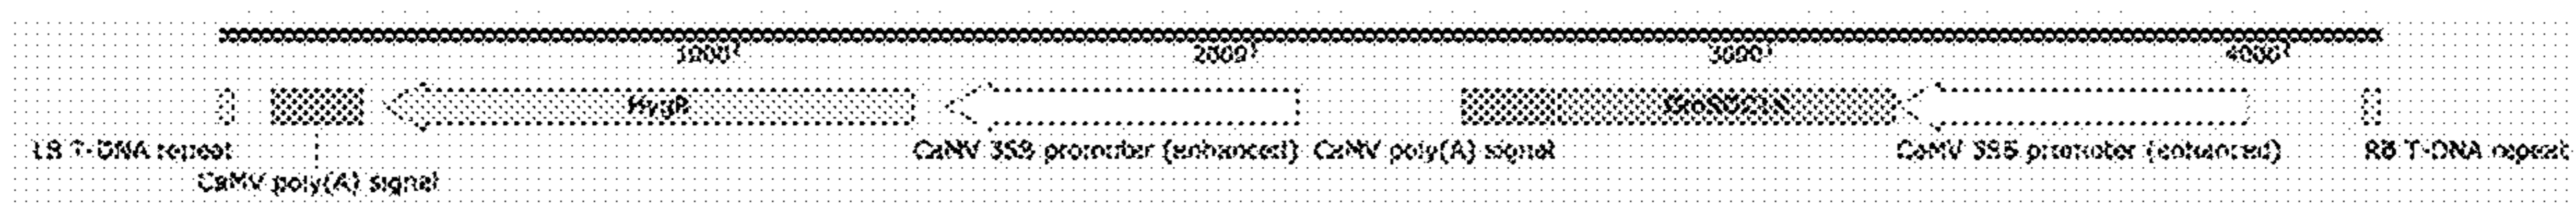 1000 2000 3000 4000
HygR
LB T-DNA repeat CaMV 35S promoter (enhanced) CaMV poly(A) signal CaMV 35S promoter (enhanced) RB T-DNA repeat
CaMV poly(A) signal